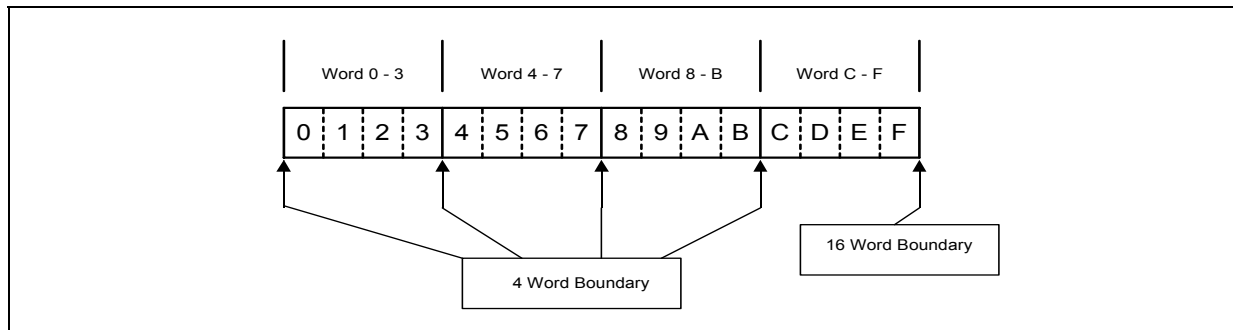 Word 0 - 3 Word 4 - 7 Word 8 - B Word C - F
0 1 2 3 4 5 6 7 8 9 A B C D E F
16 Word Boundary
4 Word Boundary